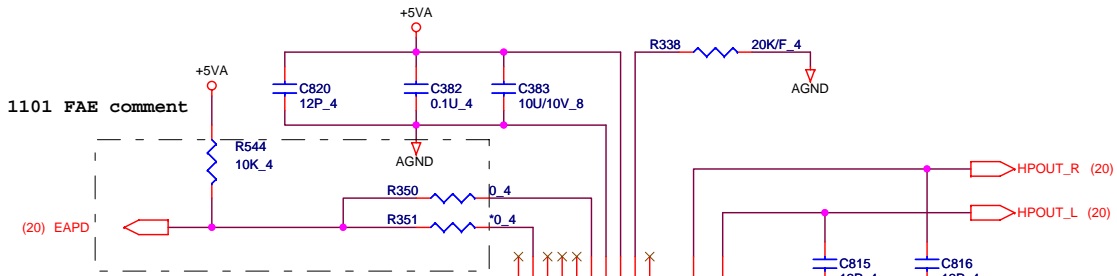 +5VA
R338
20K/F_4
+5VA
AGND
C820
12P_4
C382
0.1U_4
C383
10U/10V_8
1101 FAE comment
R544
10K_4
AGND
HPOUT_R (20)
R350
0_4
R351
*0_4
HPOUT_L (20)
(20) EAPD
C815
C816